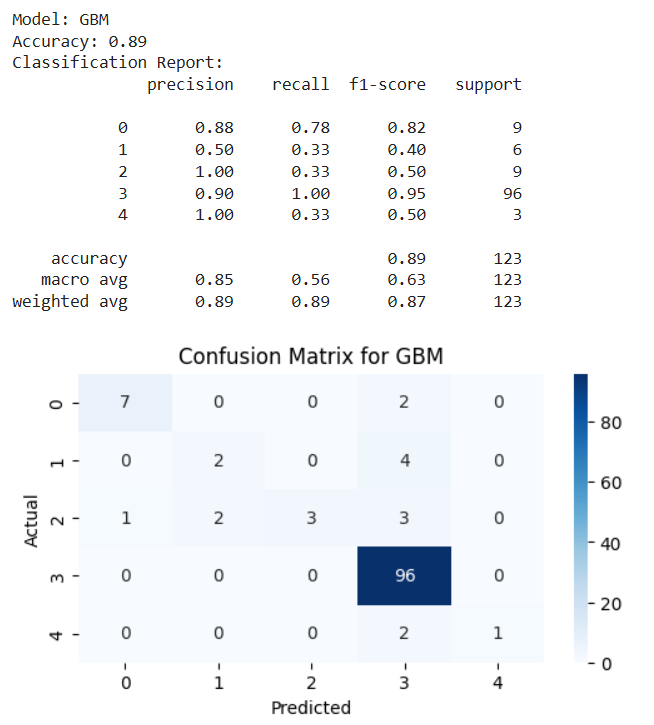 Model: GBM
Accuracy: 0.89
Classification Report:
precision recall f1-score support
0 0.88 0.78 0.82 9
1 0.50 0.33 0.40 6
2 1.00 0.33 0.50 9
3 0.90 1.00 0.95 96
4 1.00 0.33 0.50 3
accuracy 0.89 123
macro avg 0.85 0.56 0.63 123
weighted avg 0.89 0.89 0.87 123
Confusion Matrix for GBM
0 7 0 0 2 0
1 0 2 0 4 0
2 1 2 3 3 0
3 0 0 0 96 0
4 0 0 0 2 1
0 1 2 3 4
Predicted
Actual
80
60
40
20
0